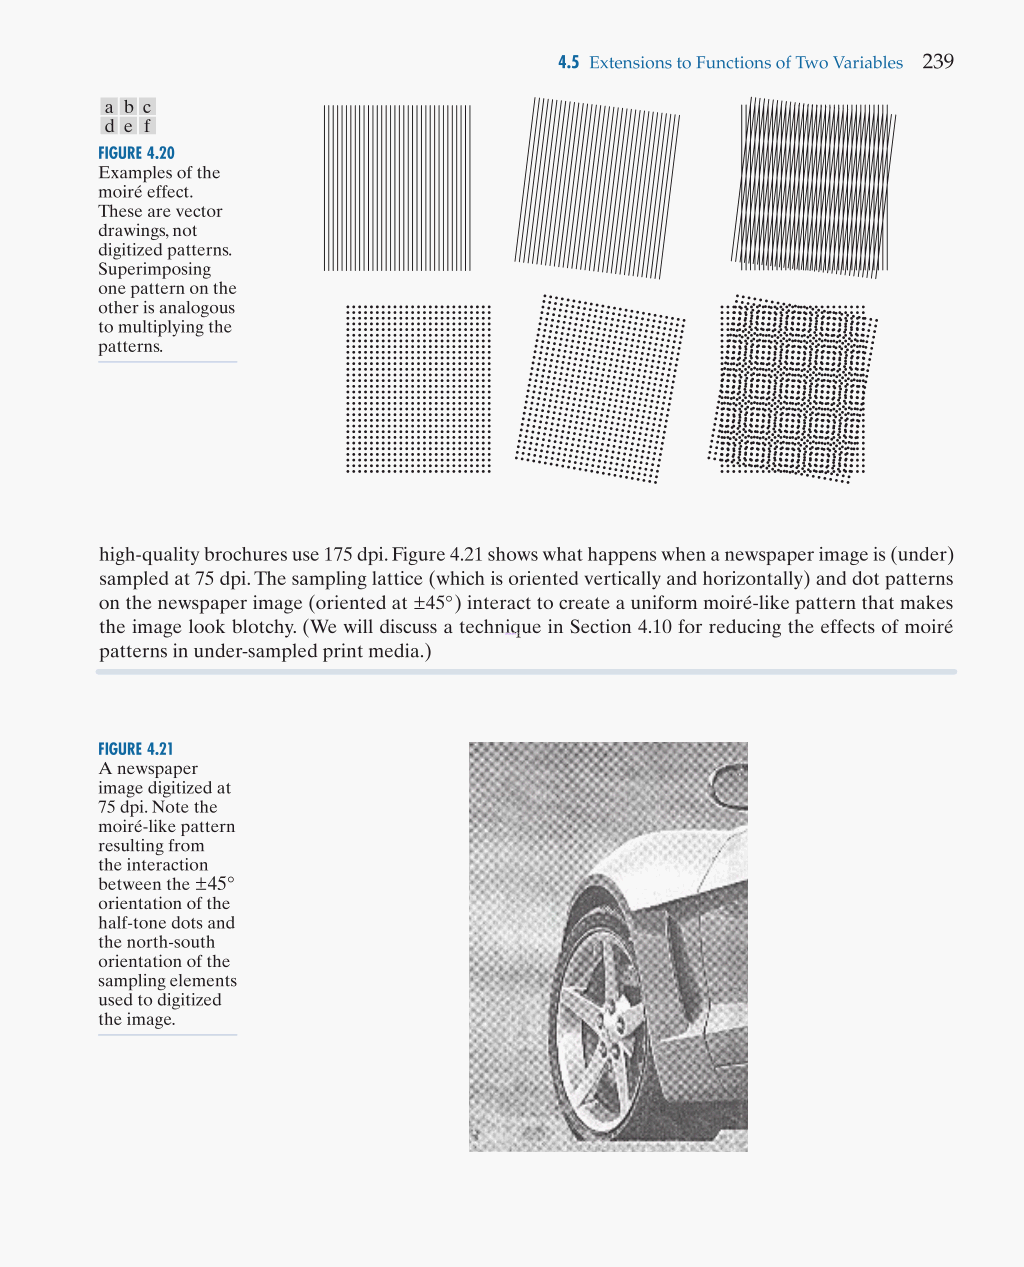 4.5 Extensions to Functions of Two Variables 239
a b c
d e f
FIGURE 4.20
Examples of the
moiré effect.
These are vector
drawings, not
digitized patterns.
Superimposing
one pattern on the
other is analogous
to multiplying the
patterns.
high-quality brochures use 175 dpi. Figure 4.21 shows what happens when a newspaper image is (under)
sampled at 75 dpi. The sampling lattice (which is oriented vertically and horizontally) and dot patterns
on the newspaper image (oriented at ±45°) interact to create a uniform moiré-like pattern that makes
the image look blotchy. (We will discuss a technique in Section 4.10 for reducing the effects of moiré
patterns in under-sampled print media.)
FIGURE 4.21
A newspaper
image digitized at
75 dpi. Note the
moiré-like pattern
resulting from
the interaction
between the ±45°
orientation of the
half-tone dots and
the north-south
orientation of the
sampling elements
used to digitized
the image.